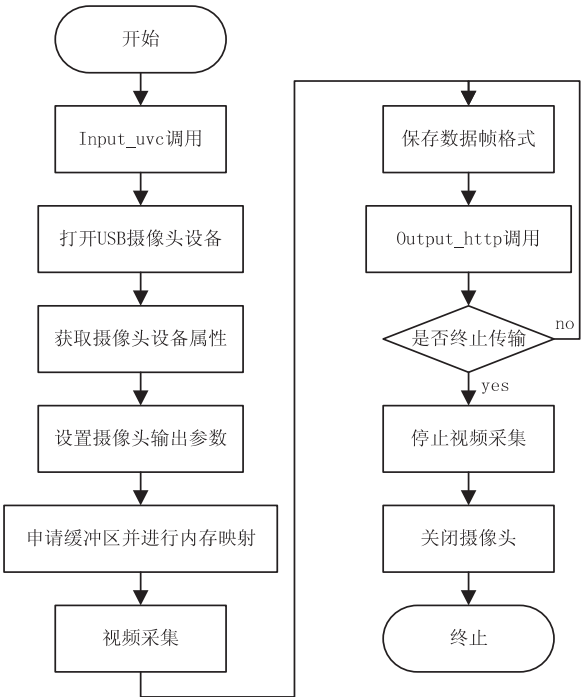 开始
Input_uvc调用
打开USB摄像头设备
获取摄像头设备属性
设置摄像头输出参数
申请缓冲区并进行内存映射
视频采集
保存数据帧格式
Output_http调用
是否终止传输
no
yes
停止视频采集
关闭摄像头
终止